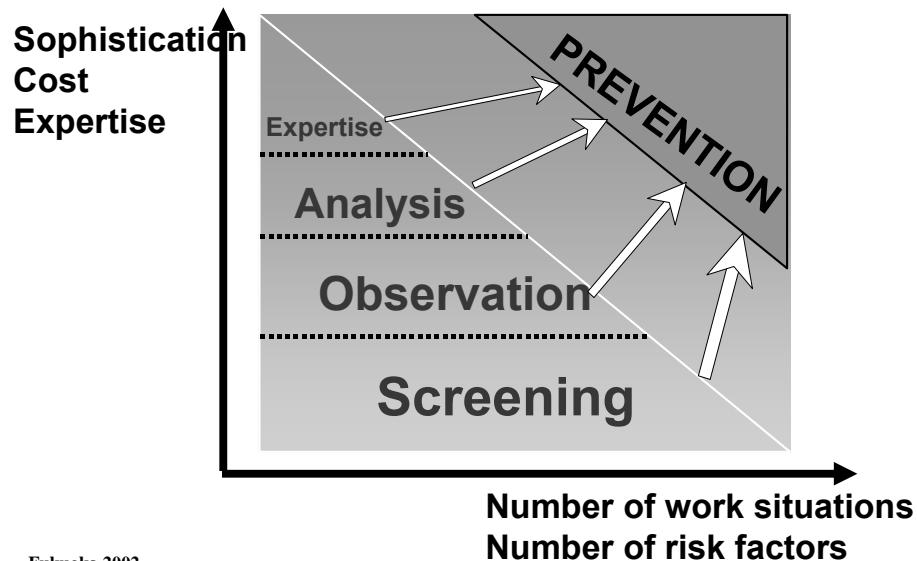 Sophistication
Cost
Expertise
PREVENTION
Expertise
Analysis
Observation
Screening
Number of work situations
Number of risk factors